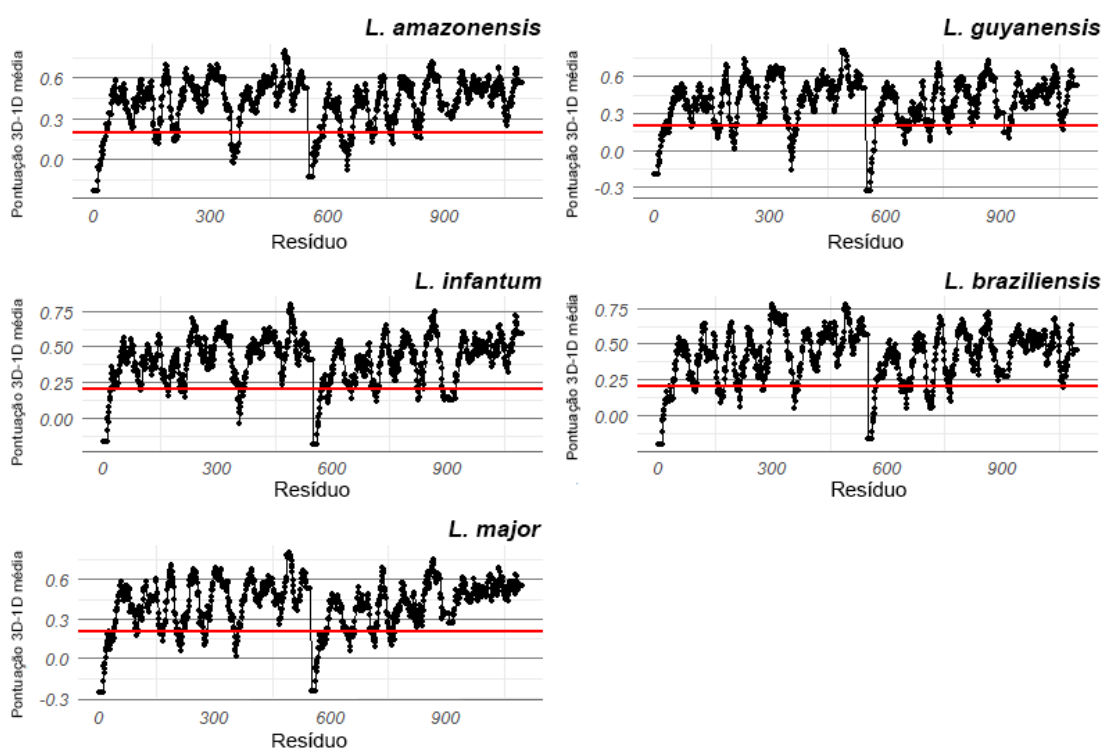 L. amazonensis
Pontuação 3D-1D média
0.6
0.3
0.0
0 300 600 900
Resíduo
L. guyanensis
Pontuação 3D-1D média
0.6
0.3
0.0
-0.3
0 300 600 900
Resíduo
L. infantum
Pontuação 3D-1D média
0.75
0.50
0.25
0.00
0 300 600 900
Resíduo
L. braziliensis
Pontuação 3D-1D média
0.75
0.50
0.25
0.00
0 300 600 900
Resíduo
L. major
Pontuação 3D-1D média
0.6
0.3
0.0
-0.3
0 300 600 900
Resíduo